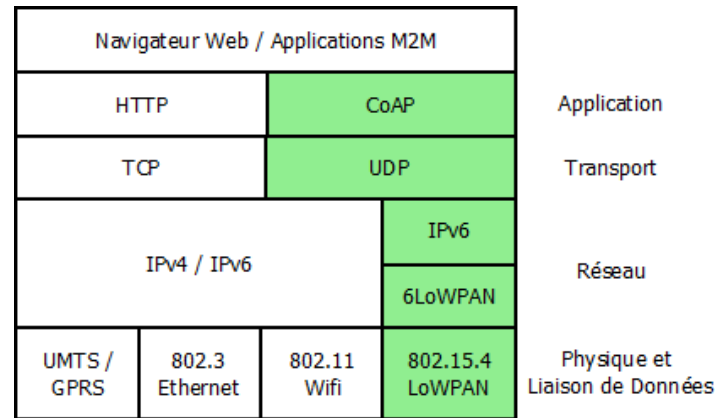 Navigateur Web / Applications M2M
HTTP
CoAP
Application
TCP
UDP
Transport
IPv4 / IPv6
IPv6
6LoWPAN
Réseau
UMTS /
GPRS
802.3
Ethernet
802.11
Wifi
802.15.4
LoWPAN
Physique et
Liaison de Données